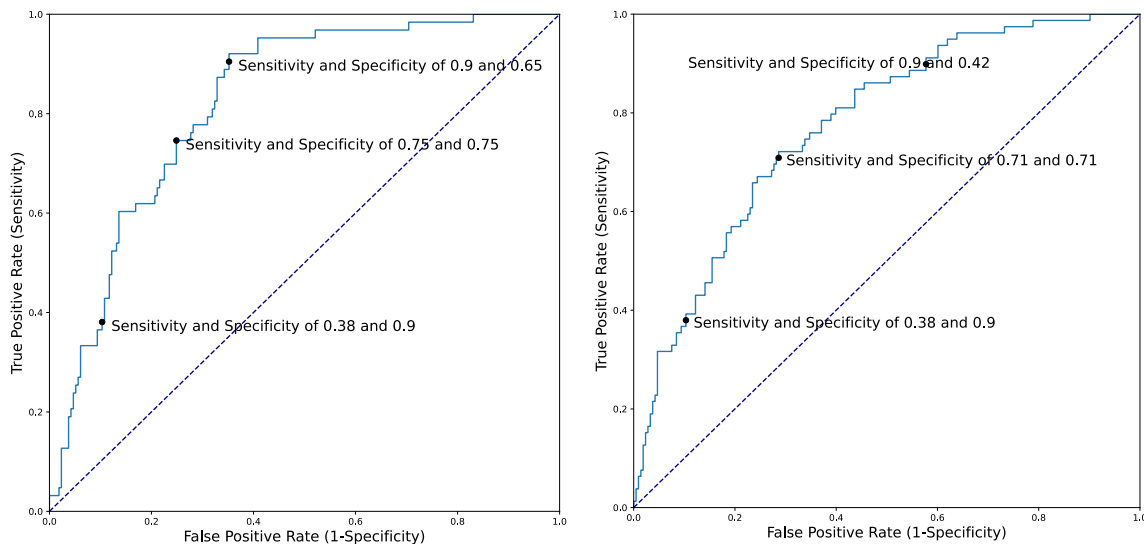 1.0
Sensitivity and Specificity of 0.9 and 0.65
0.8
Sensitivity and Specificity of 0.75 and 0.75
0.6
0.4
Sensitivity and Specificity of 0.38 and 0.9
0.2
0.0
True Positive Rate (Sensitivity)
0.0 0.2 0.4 0.6 0.8 1.0
False Positive Rate (1-Specificity)
1.0
Sensitivity and Specificity of 0.9 and 0.42
0.8
Sensitivity and Specificity of 0.71 and 0.71
0.6
0.4
Sensitivity and Specificity of 0.38 and 0.9
0.2
0.0
True Positive Rate (Sensitivity)
0.0 0.2 0.4 0.6 0.8 1.0
False Positive Rate (1-Specificity)